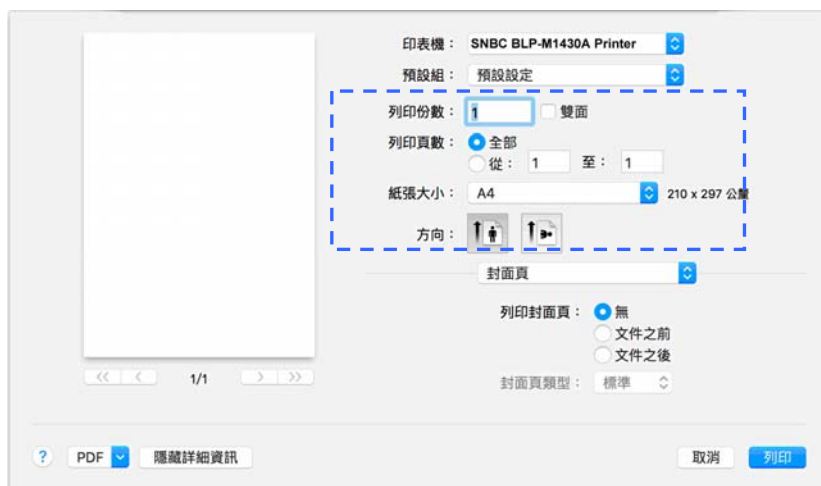 印表機： SNBC BLP-M1430A Printer
預設組： 預設設定
列印份數： 1 雙面
列印頁數： 全部
從： 1 至： 1
紙張大小： A4 210 x 297 公釐
方向：
封面頁
列印封面頁： 無
文件之前
文件之後
封面頁類型： 標準
1/1
? PDF 隱藏詳細資訊 取消 列印